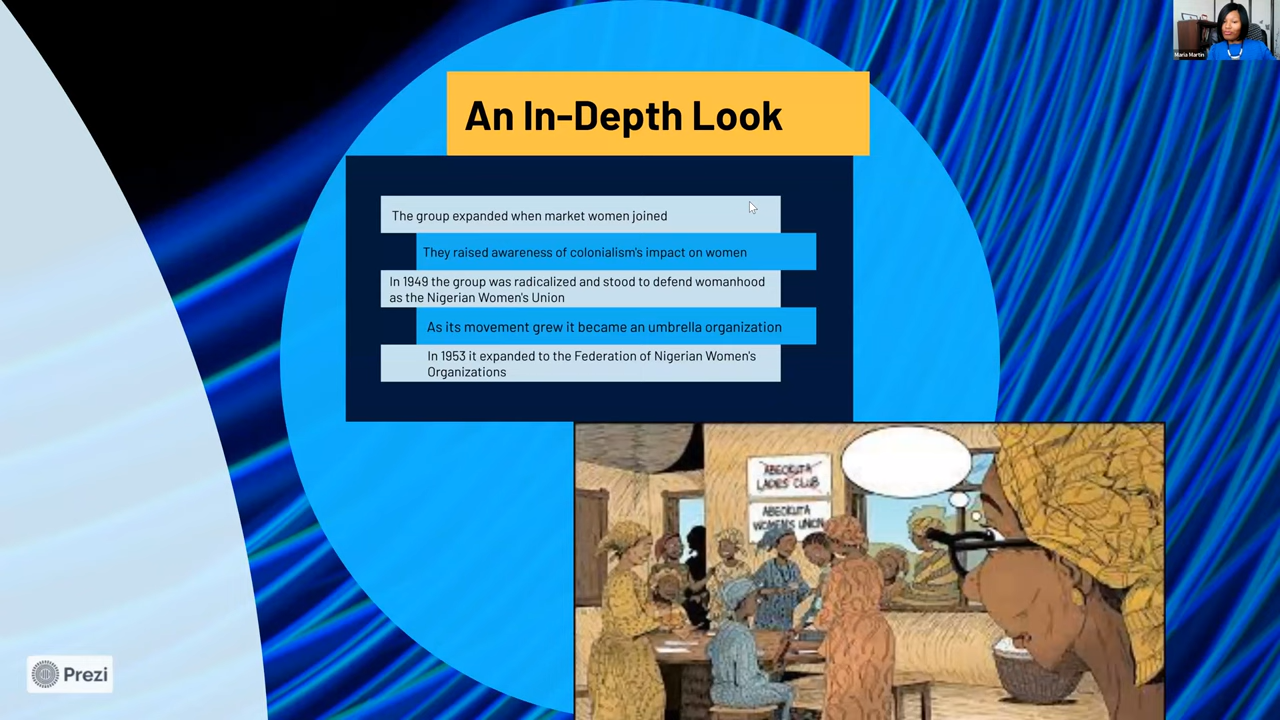 Maria Martin
An In-Depth Look
The group expanded when market women joined
They raised awareness of colonialism's impact on women
In 1949 the group was radicalized and stood to defend womanhood
as the Nigerian Women's Union
As its movement grew it became an umbrella organization
In 1953 it expanded to the Federation of Nigerian Women's
Organizations
ABEOKUTA
LADIES CLUB
ABEOKUTA
WOMEN'S UNION
Prezi